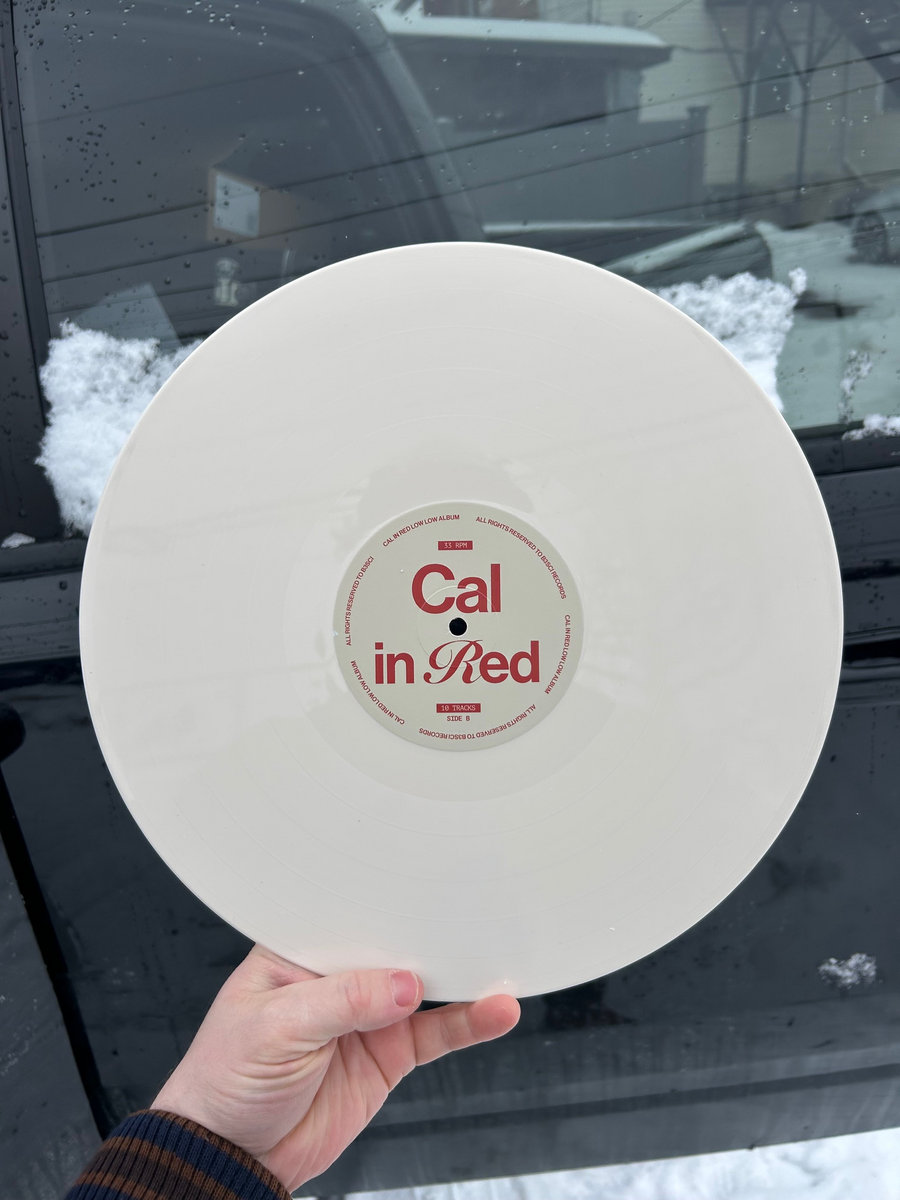 33 RPM
Cal
in Red
10 TRACKS
SIDE B
CAL IN RED LOW LOW ALBUM
ALL RIGHTS RESERVED TO B3SCI RECORDS
CAL IN RED LOW LOW ALBUM
ALL RIGHTS RESERVED TO B3SCI RECORDS
CAL IN RED LOW LOW ALBUM
ALL RIGHTS RESERVED TO B3SCI